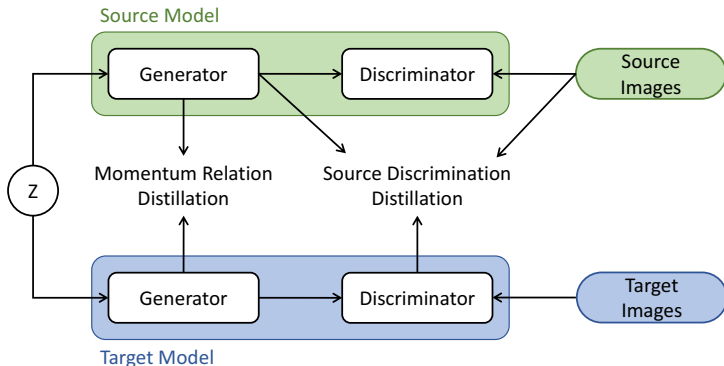 Source Model
Generator
Discriminator
Source
Images
Z
Momentum Relation
Distillation
Source Discrimination
Distillation
Generator
Discriminator
Target
Images
Target Model